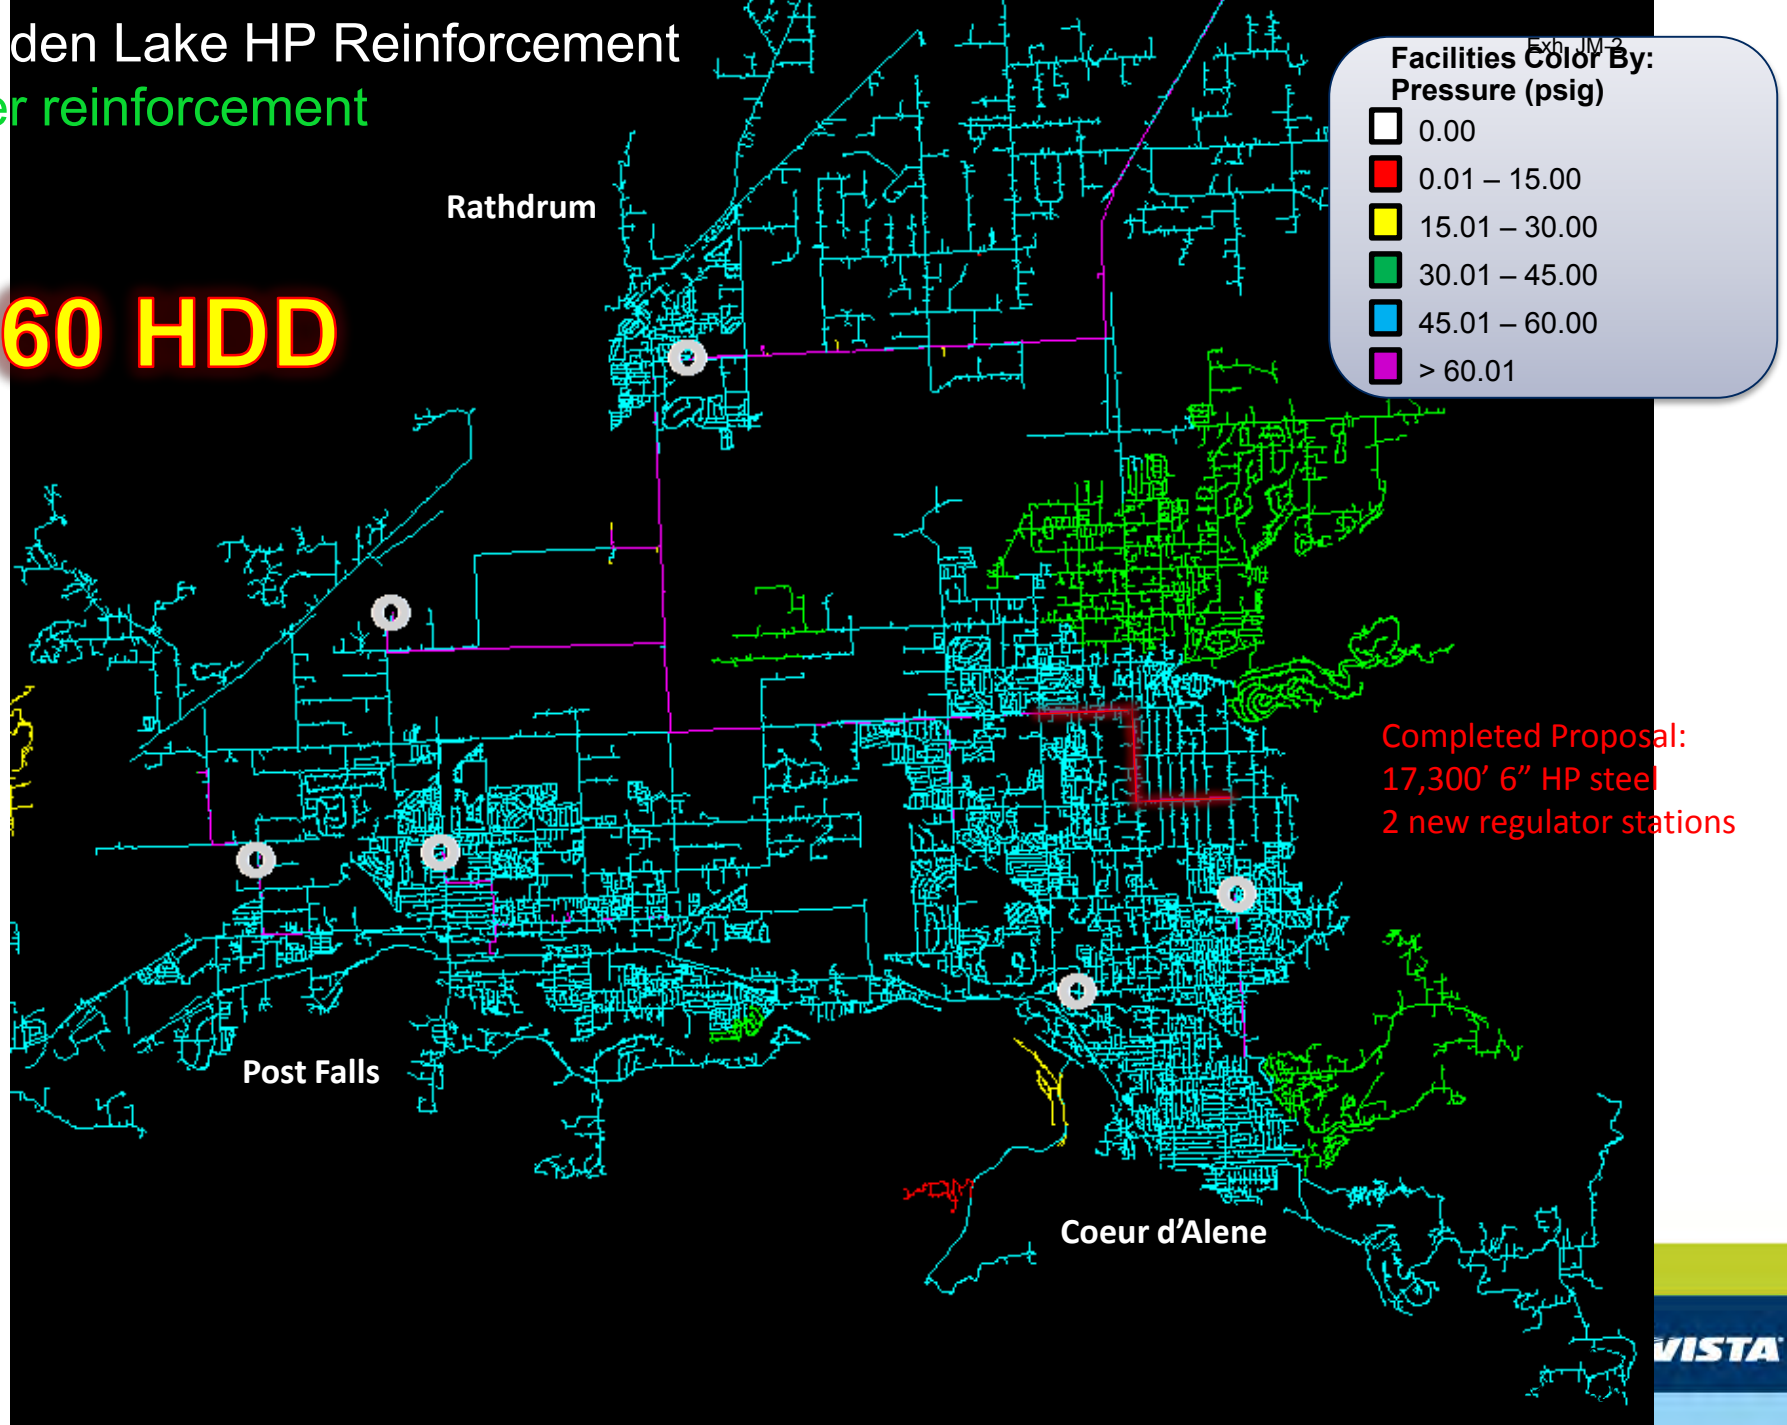 den Lake HP Reinforcement
er reinforcement
60 HDD
Rathdrum
Exh. JM-2
Facilities Color By:
Pressure (psig)
0.00
0.01 – 15.00
15.01 – 30.00
30.01 – 45.00
45.01 – 60.00
> 60.01
Completed Proposal:
17,300’ 6” HP steel
2 new regulator stations
Post Falls
Coeur d’Alene
VISTA